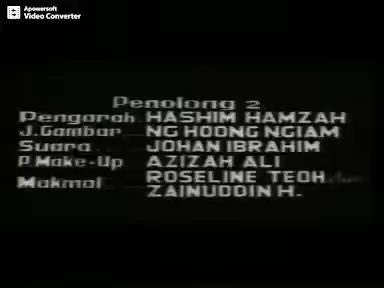 Apowersoft
Video Converter
Penolong 2
Pengarah HASHIM HAMZAH
J.Gambar NG HOONG NGIAM
Suara JOHAN IBRAHIM
P.Make-Up AZIZAH ALI
Makmal ROSELINE TEOH
ZAINUDDIN H.